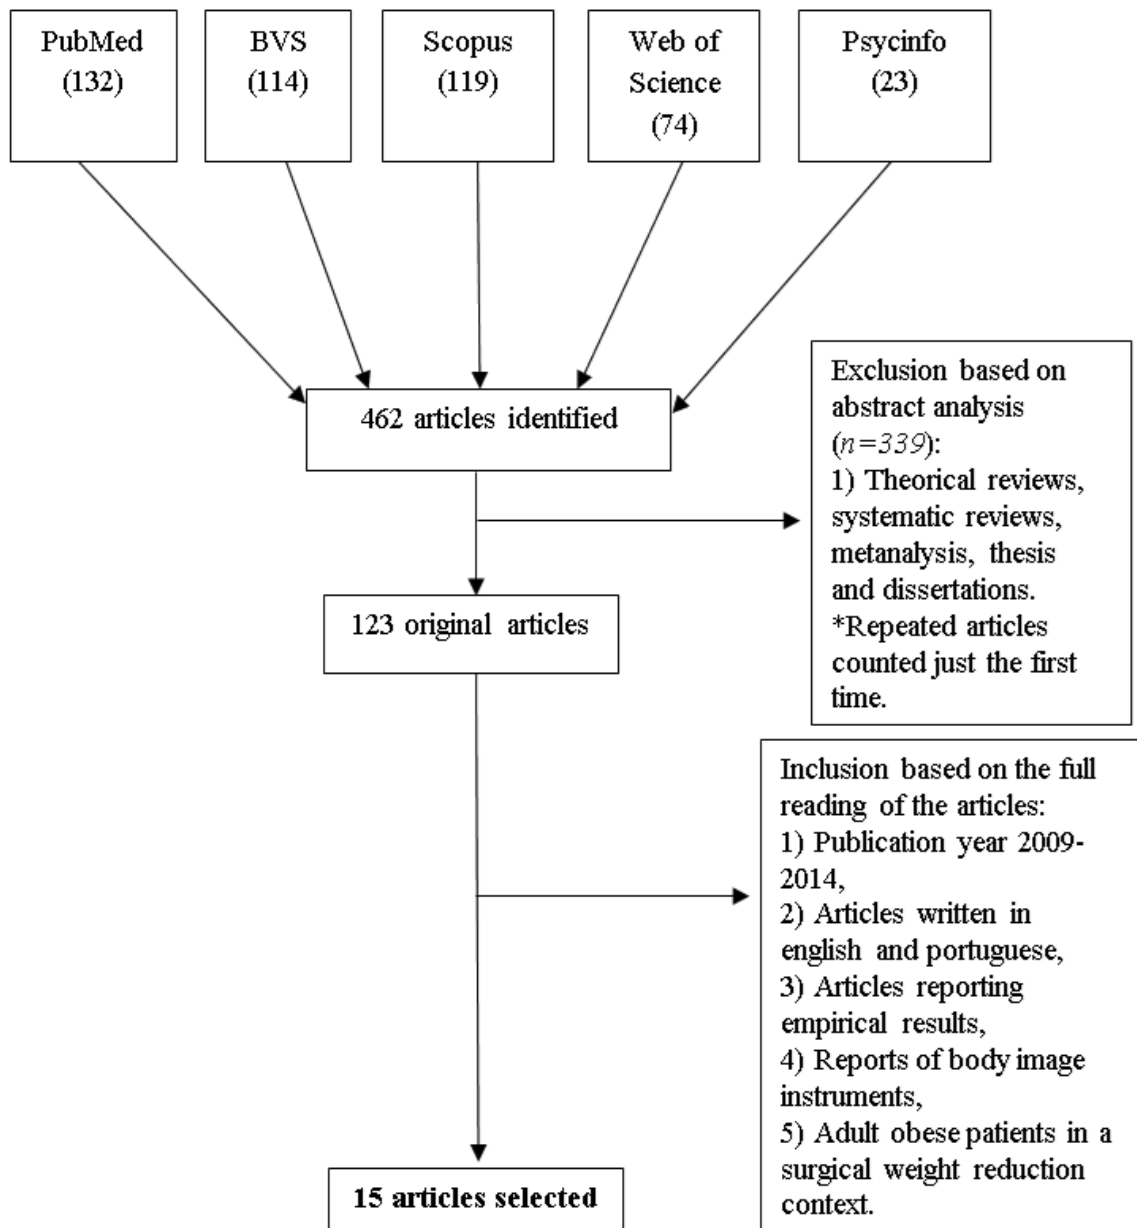 PubMed
(132)
BVS
(114)
Scopus
(119)
Web of
Science
(74)
Psycinfo
(23)
462 articles identified
Exclusion based on
abstract analysis
(n=339):
1) Theorical reviews,
systematic reviews,
metanalysis, thesis
and dissertations.
*Repeated articles
counted just the first
time.
123 original articles
Inclusion based on the full
reading of the articles:
1) Publication year 2009-
2014,
2) Articles written in
english and portuguese,
3) Articles reporting
empirical results,
4) Reports of body image
instruments,
5) Adult obese patients in a
surgical weight reduction
context.
15 articles selected